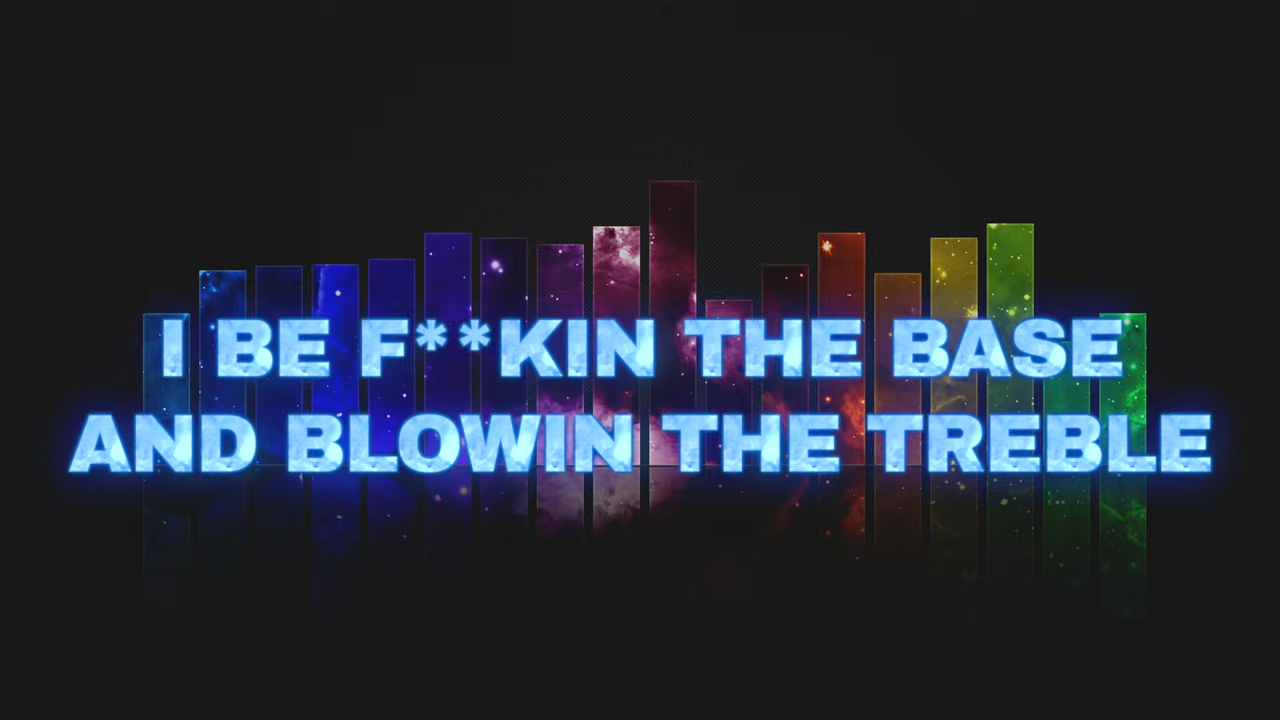 I BE F**KIN THE BASE
AND BLOWIN THE TREBLE